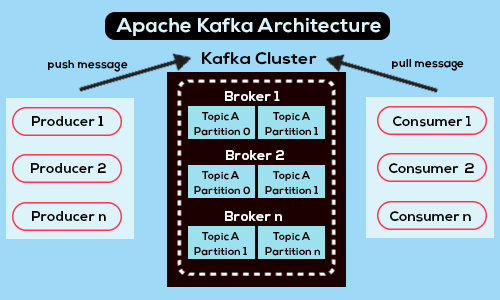 Apache Kafka Architecture
push message
Kafka Cluster
pull message
Producer 1
Producer 2
Producer n
Broker 1
Topic A
Partition 0
Topic A
Partition 1
Broker 2
Topic A
Partition 0
Topic A
Partition 1
Broker n
Topic A
Partition 1
Topic A
Partition n
Consumer 1
Consumer 2
Consumer n